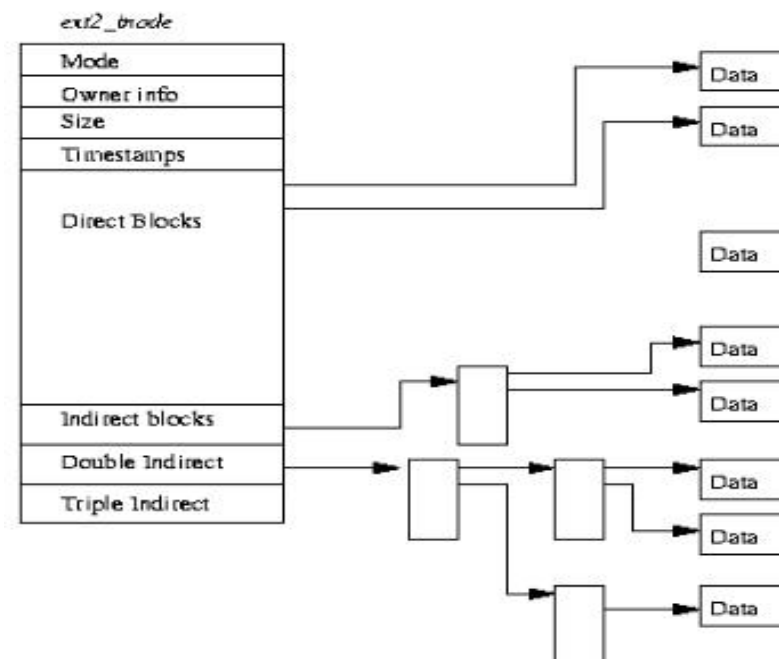 ext2_inode
Mode
Owner info
Size
Timestamps
Direct Blocks
Indirect blocks
Double Indirect
Triple Indirect
Data
Data
Data
Data
Data
Data
Data
Data